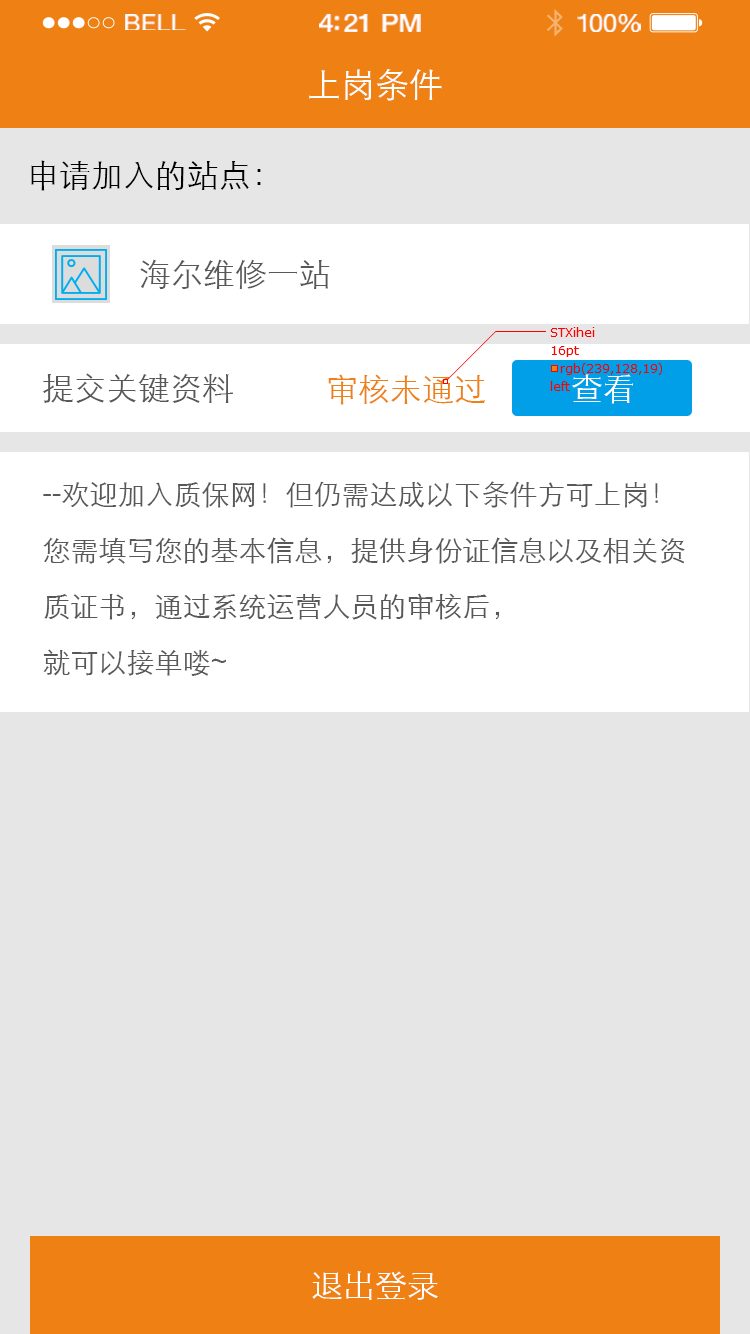 BELL
4:21 PM
100%
上岗条件
申请加入的站点：
海尔维修一站
STXihei
16pt
rgb(239,128,19)
left
提交关键资料
审核未通过
查看
--欢迎加入质保网！但仍需达成以下条件方可上岗！
您需填写您的基本信息，提供身份证信息以及相关资
质证书，通过系统运营人员的审核后，
就可以接单喽~
退出登录